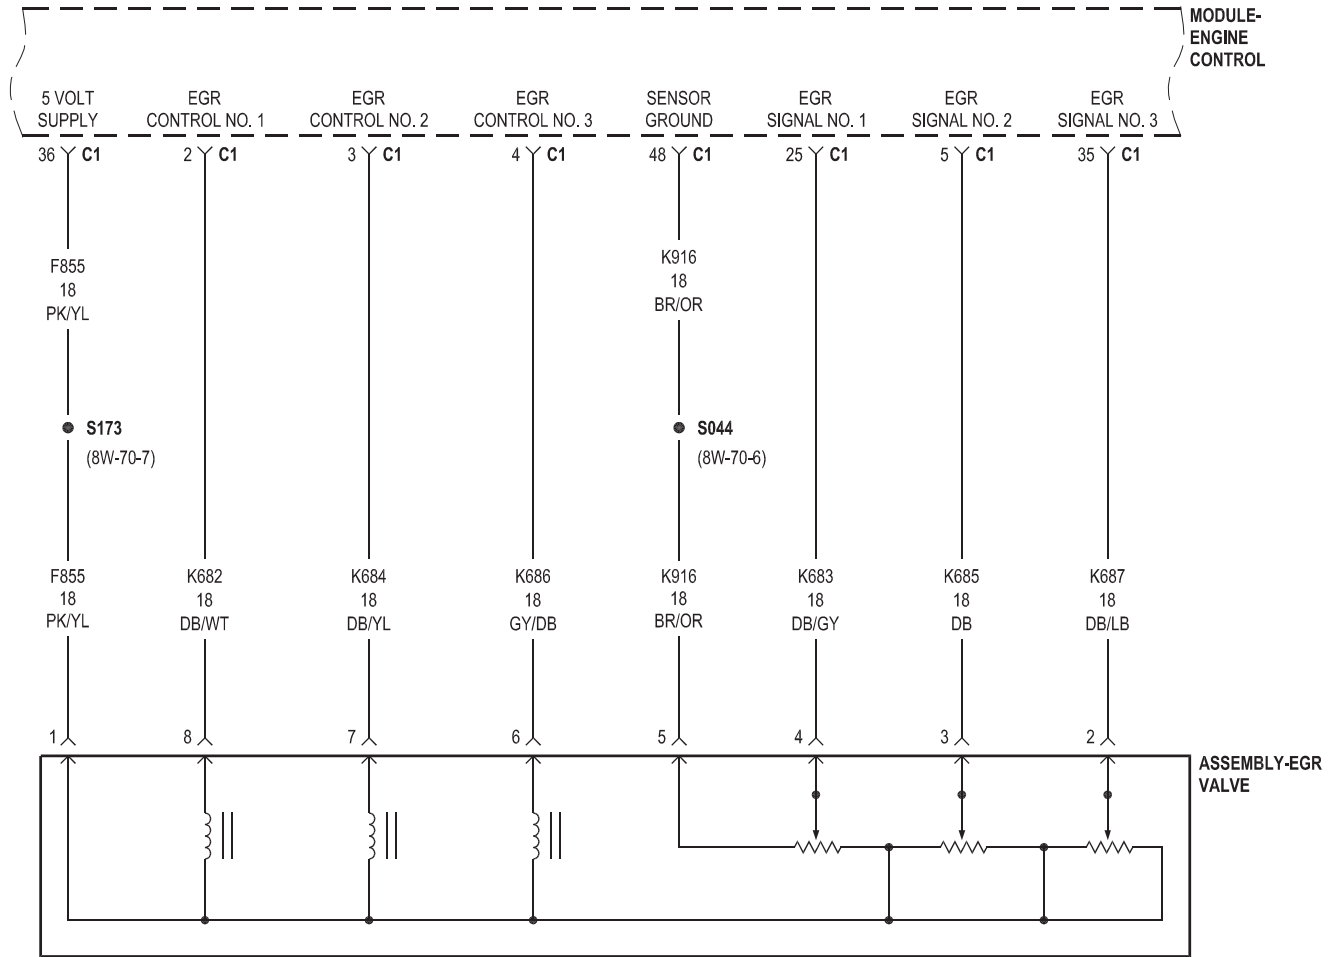 MODULE-
ENGINE
CONTROL
5 VOLT
SUPPLY
EGR
CONTROL NO. 1
EGR
CONTROL NO. 2
EGR
CONTROL NO. 3
SENSOR
GROUND
EGR
SIGNAL NO. 1
EGR
SIGNAL NO. 2
EGR
SIGNAL NO. 3
36 C1
2 C1
3 C1
4 C1
48 C1
25 C1
5 C1
35 C1
F855
18
PK/YL
K916
18
BR/OR
S173
(8W-70-7)
S044
(8W-70-6)
F855
18
PK/YL
K682
18
DB/WT
K684
18
DB/YL
K686
18
GY/DB
K916
18
BR/OR
K683
18
DB/GY
K685
18
DB
K687
18
DB/LB
1
8
7
6
5
4
3
2
ASSEMBLY-EGR
VALVE